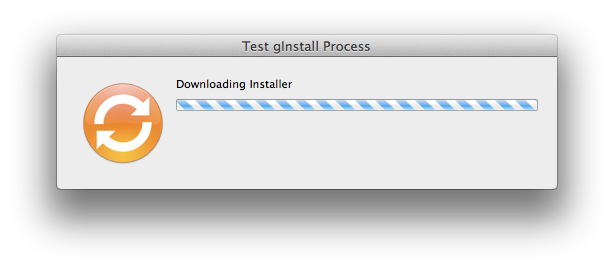 Test gInstall Process
Downloading Installer